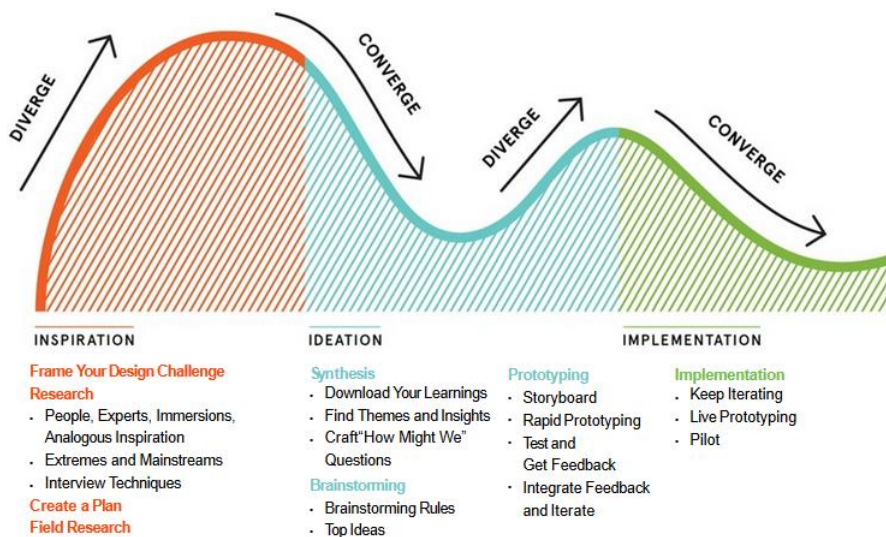 DIVERGE
CONVERGE
DIVERGE
CONVERGE
INSPIRATION
Frame Your Design Challenge
Research
• People, Experts, Immersions,
Analogous Inspiration
• Extremes and Mainstreams
• Interview Techniques
Create a Plan
Field Research
IDEATION
Synthesis
• Download Your Learnings
• Find Themes and Insights
• Craft“How Might We”
Questions
Brainstorming
• Brainstorming Rules
• Top Ideas
Prototyping
• Storyboard
• Rapid Prototyping
• Test and
Get Feedback
• Integrate Feedback
and Iterate
IMPLEMENTATION
Implementation
• Keep Iterating
• Live Prototyping
• Pilot